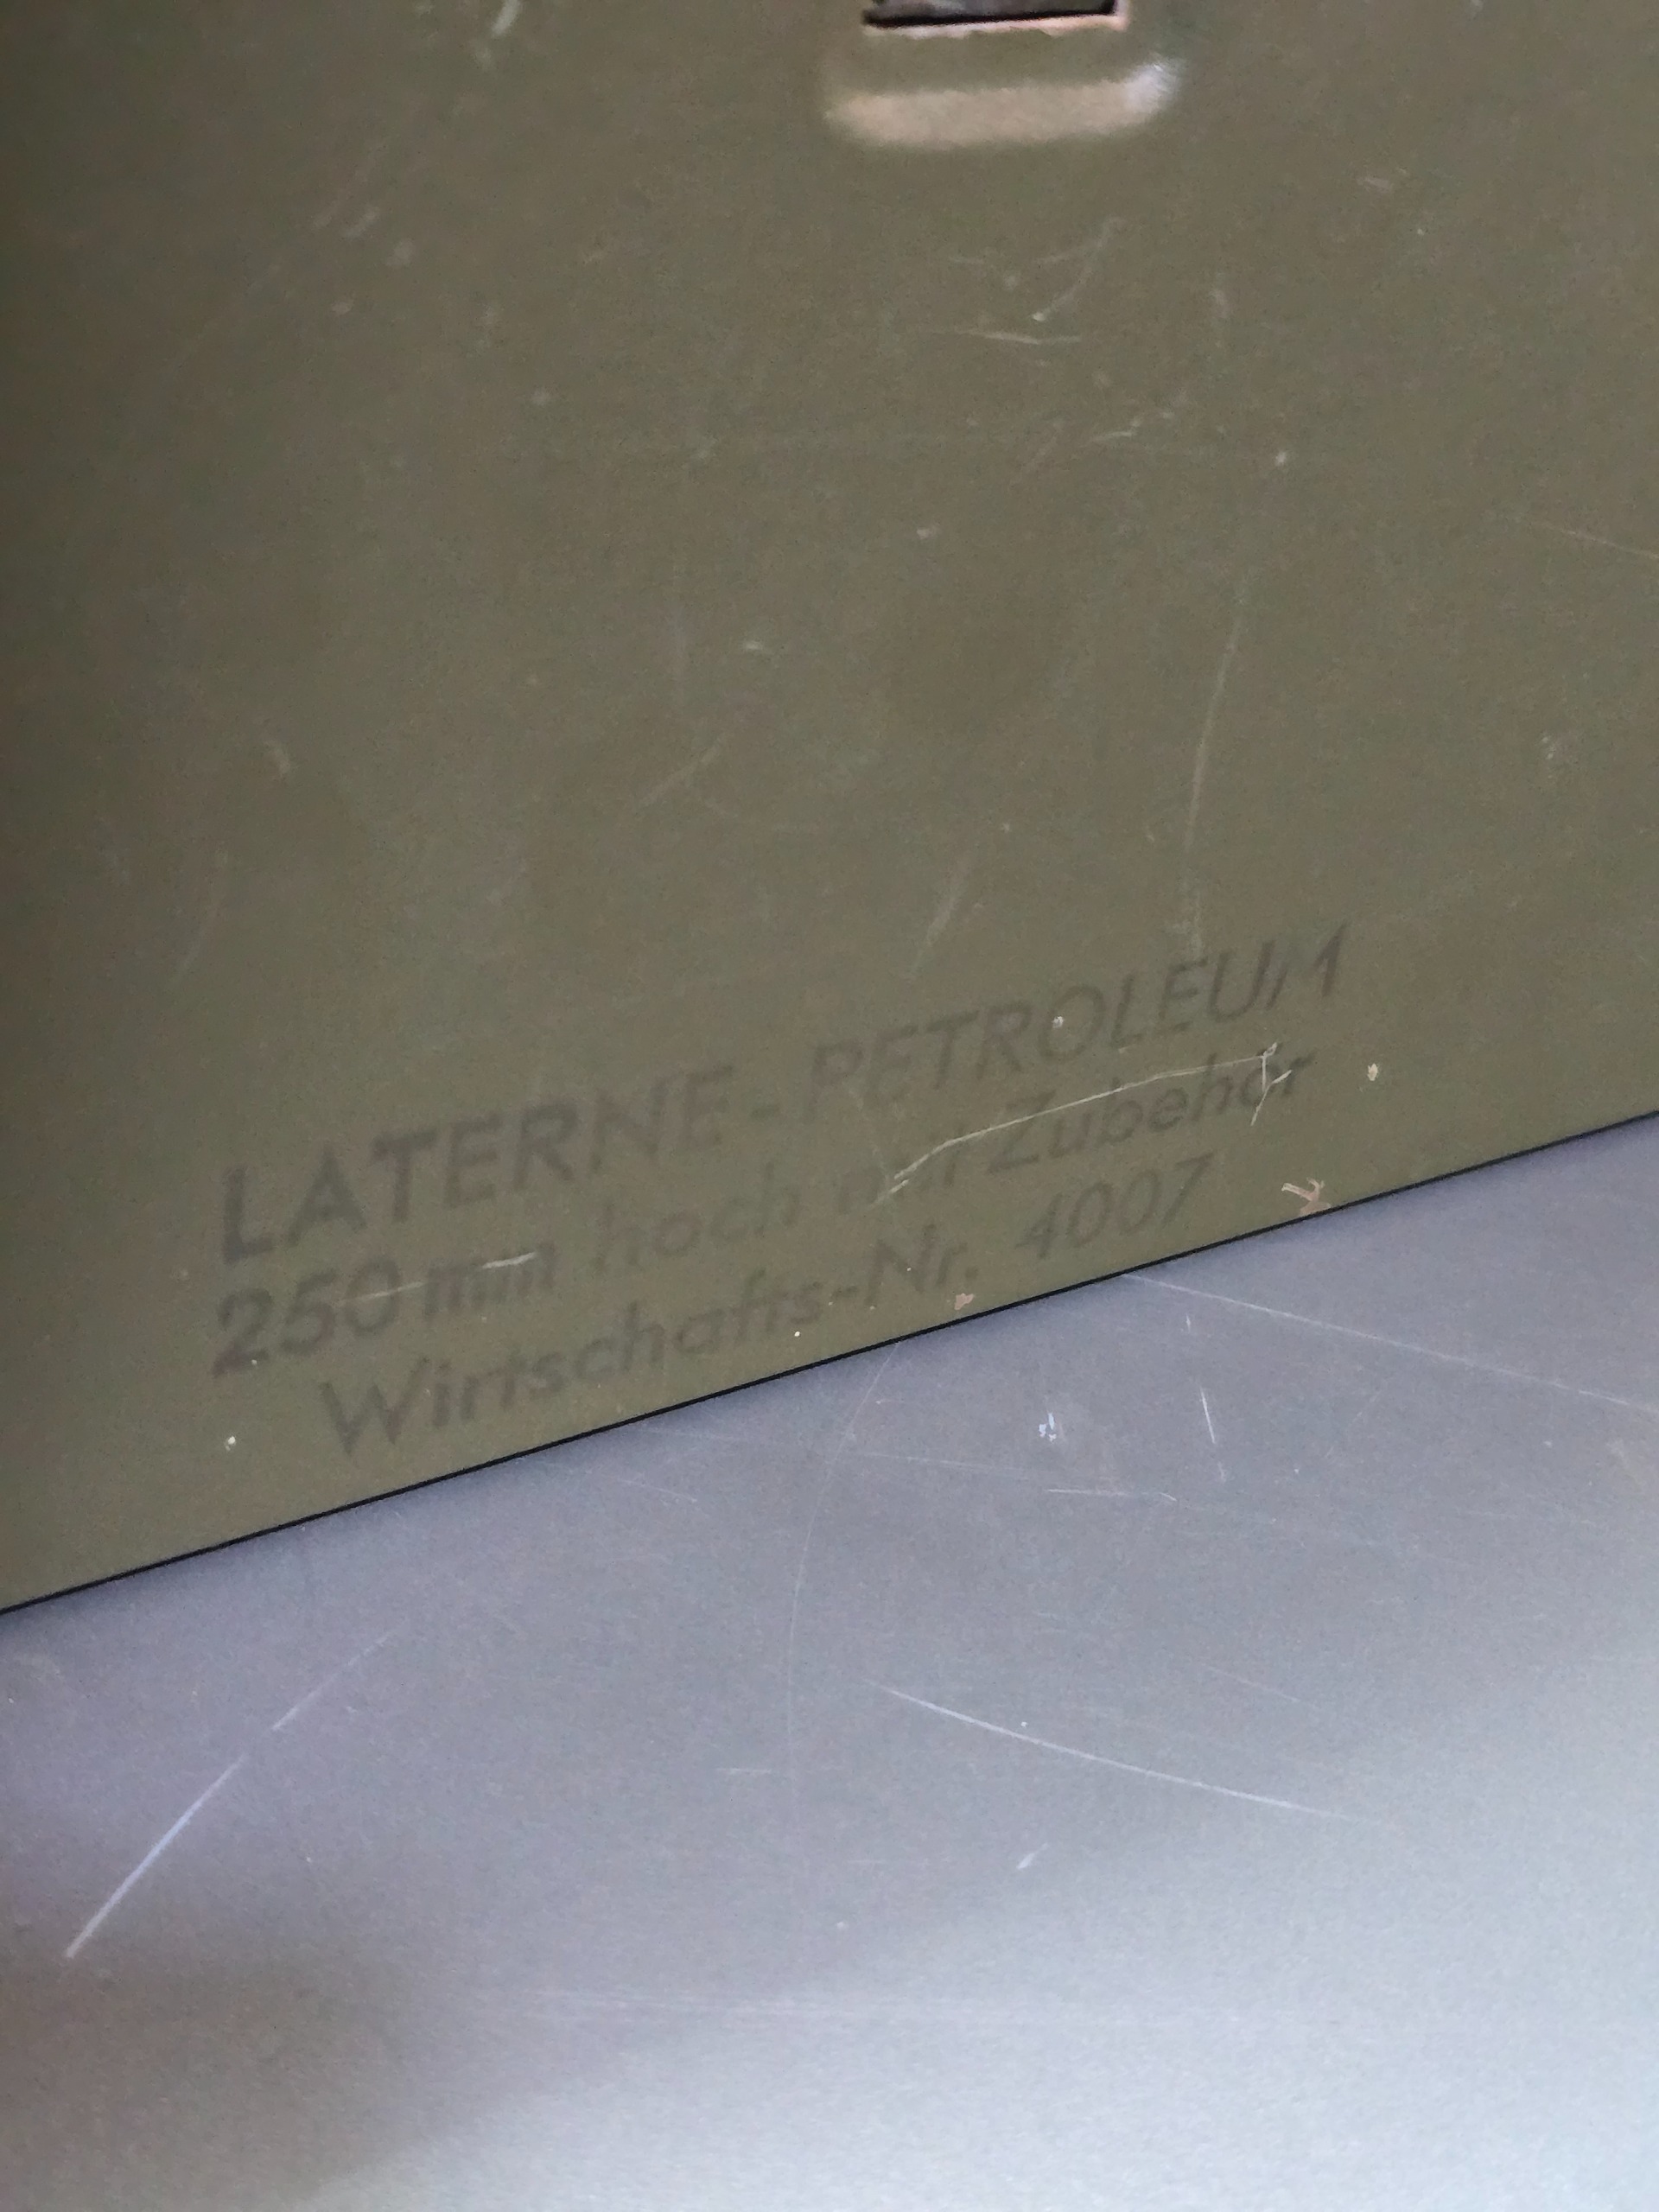 LATERNE-PETROLEUM
250 mm hoch mit Zubehör
Wirtschafts-Nr. 4007